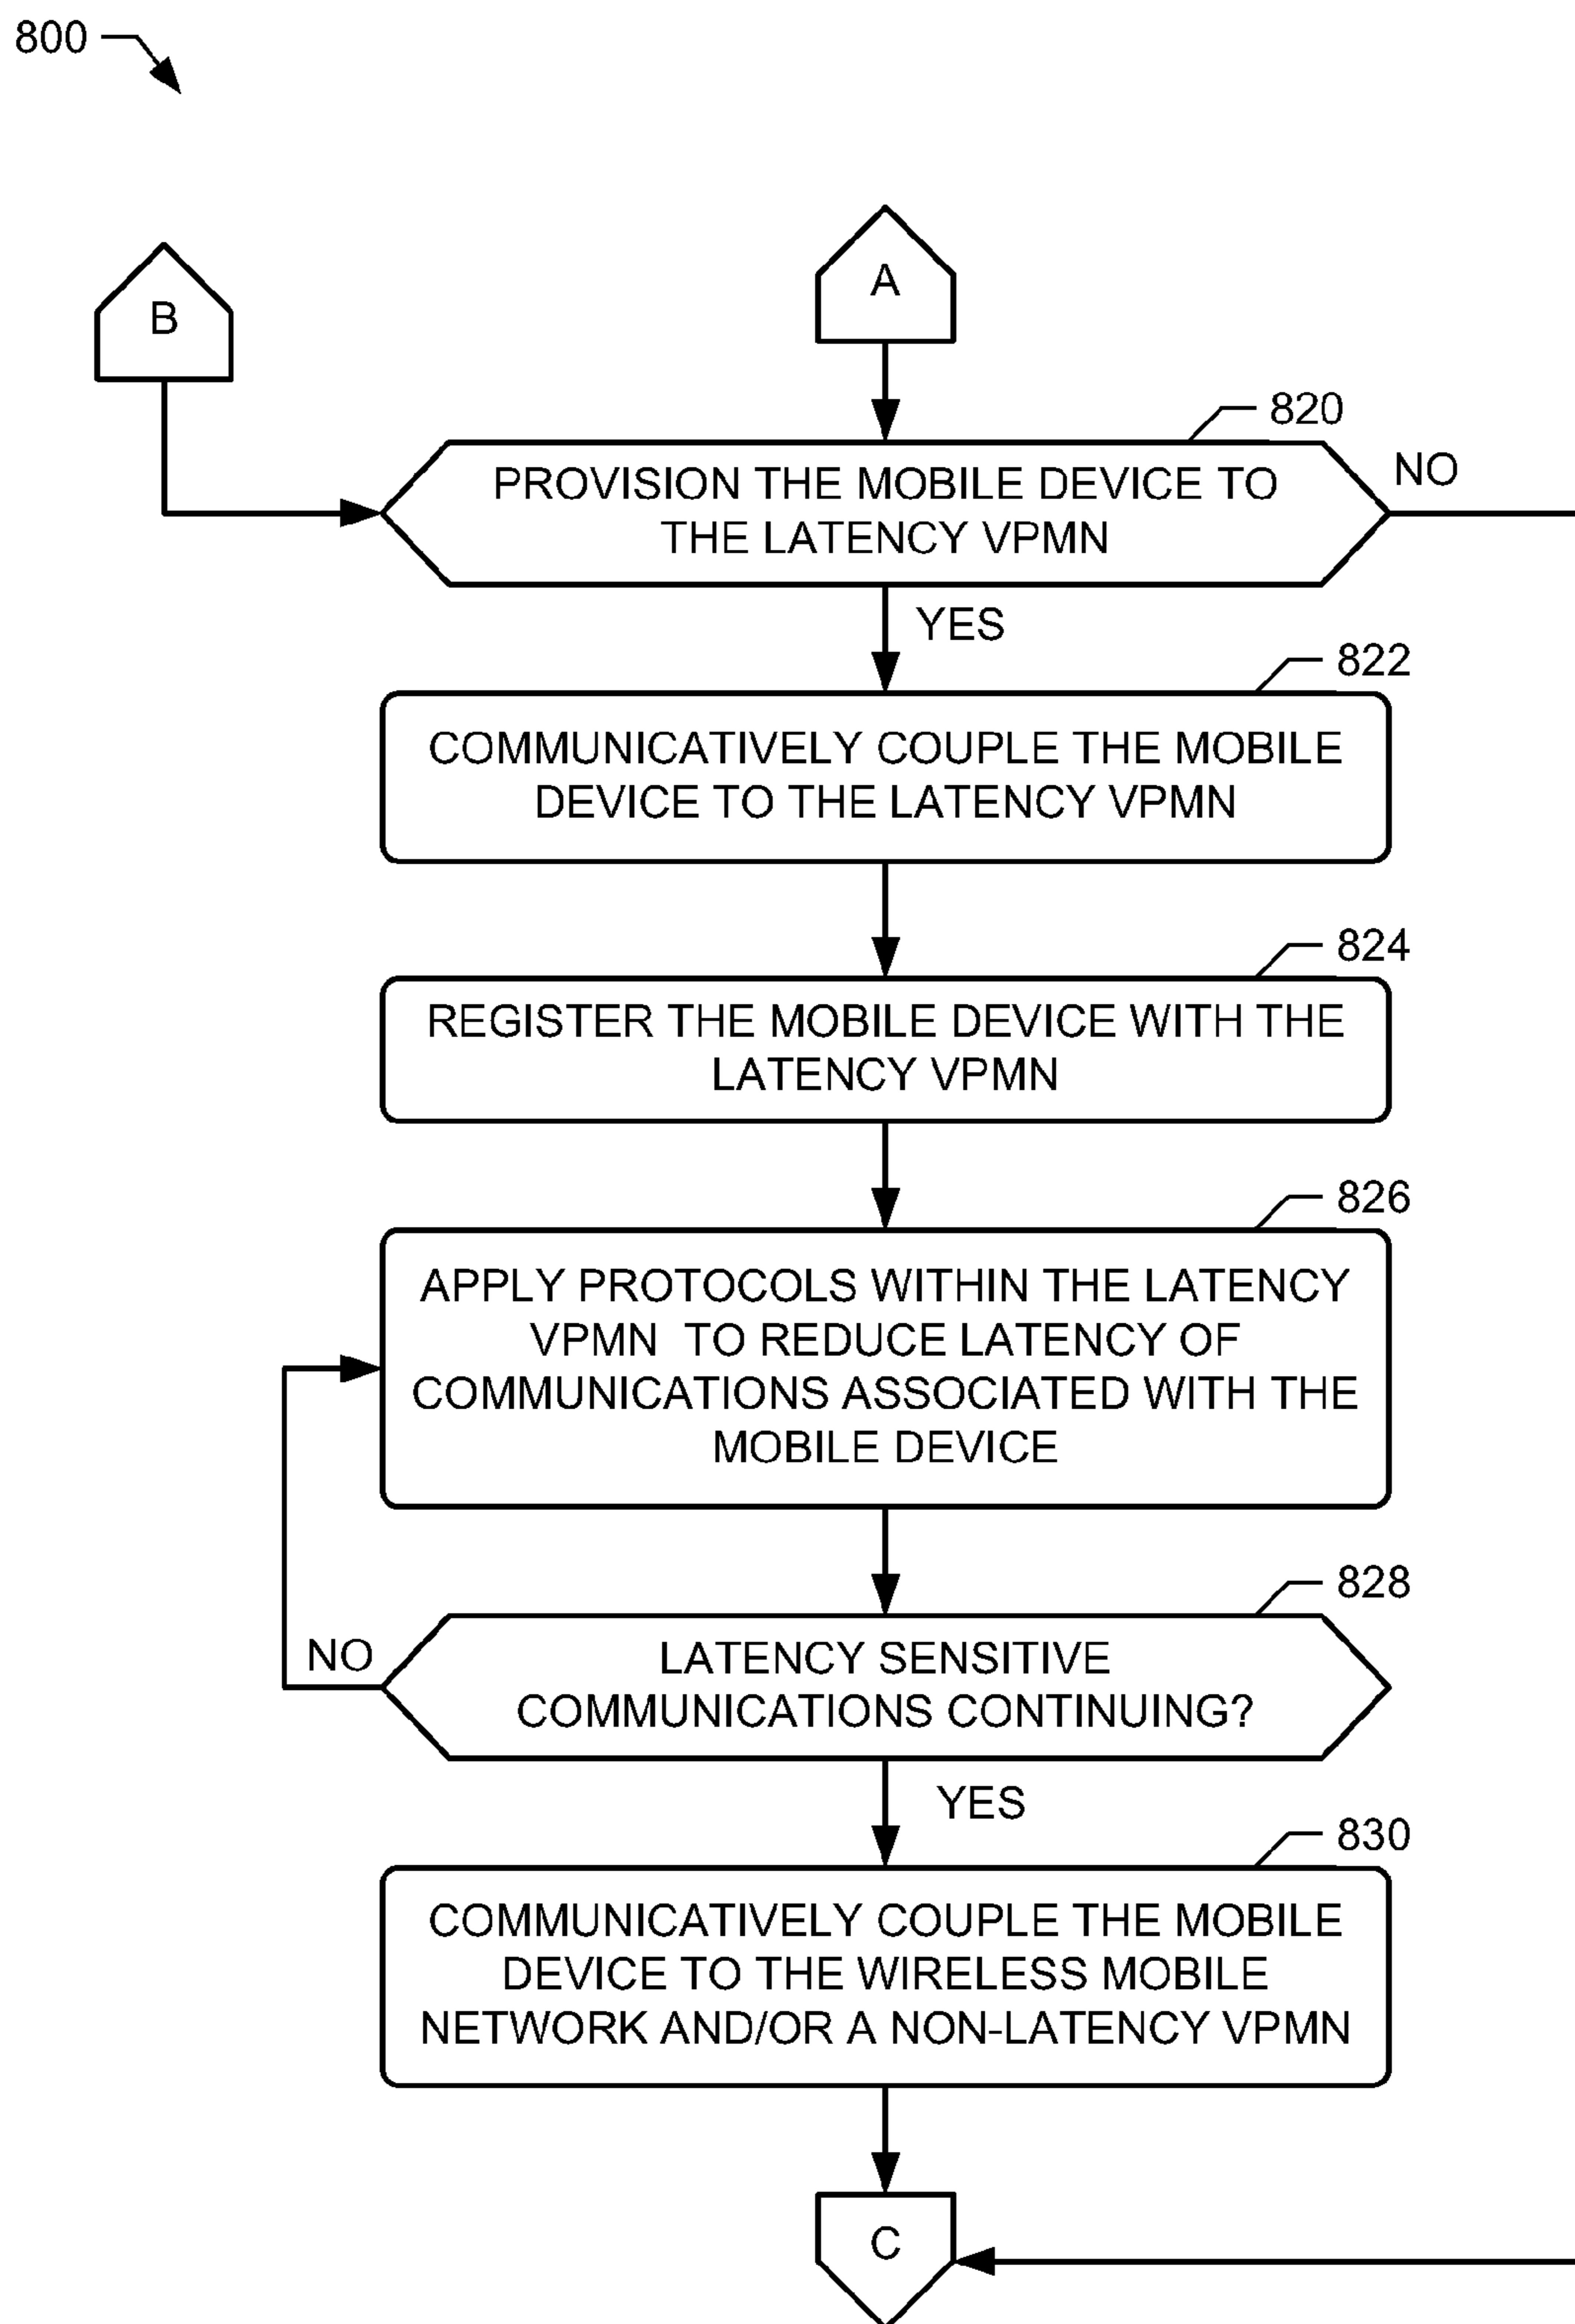 800
B
A
820
PROVISION THE MOBILE DEVICE TO
THE LATENCY VPMN
NO
YES
822
COMMUNICATIVELY COUPLE THE MOBILE
DEVICE TO THE LATENCY VPMN
824
REGISTER THE MOBILE DEVICE WITH THE
LATENCY VPMN
826
APPLY PROTOCOLS WITHIN THE LATENCY
VPMN TO REDUCE LATENCY OF
COMMUNICATIONS ASSOCIATED WITH THE
MOBILE DEVICE
828
LATENCY SENSITIVE
COMMUNICATIONS CONTINUING?
NO
YES
830
COMMUNICATIVELY COUPLE THE MOBILE
DEVICE TO THE WIRELESS MOBILE
NETWORK AND/OR A NON-LATENCY VPMN
C